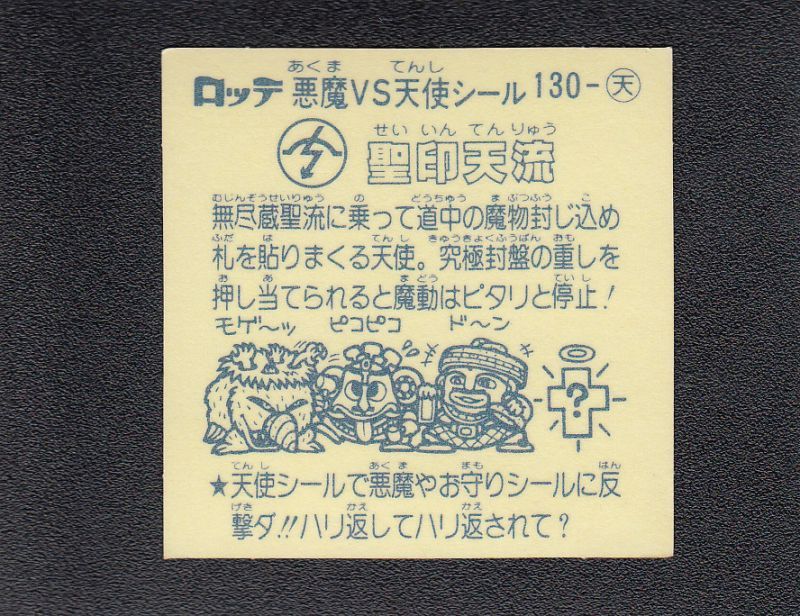 あくま てんし
ロッテ 悪魔VS天使シール 130-天
せい いん てん りゅう
聖印天流
むじんぞうせいりゅう の どうちゅう まぶつふう こ
無尽蔵聖流に乗って道中の魔物封じ込め
ふだ は てんし きゅうきょくふうばん おも
札を貼りまくる天使。究極封盤の重しを
お あ まどう ていし
押し当てられると魔動はピタリと停止!
モゲ〜ッ ピコピコ ド〜ン
?
てんし あくま まも はん
★天使シールで悪魔やお守りシールに反
げき かえ かえ
撃ダ!!ハリ返してハリ返されて?